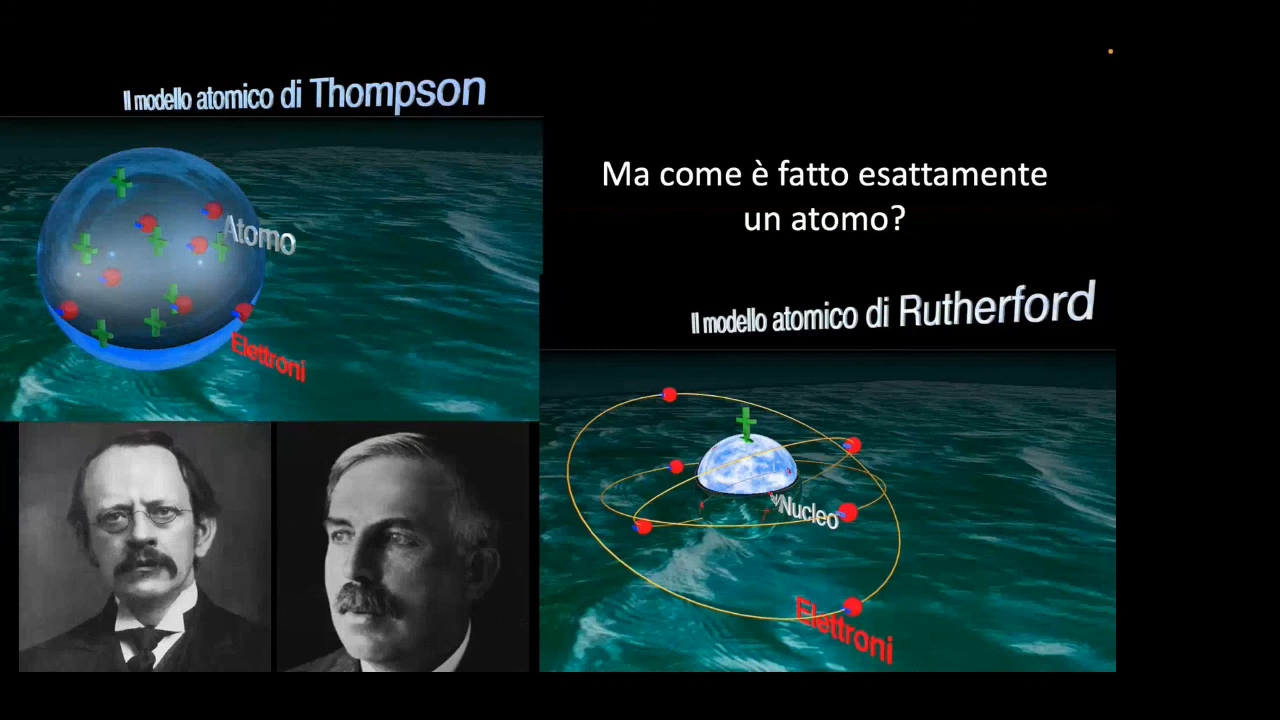 Il modello atomico di Thompson
Atomo
Elettroni
Ma come è fatto esattamente
un atomo?
Il modello atomico di Rutherford
Nucleo
Elettroni